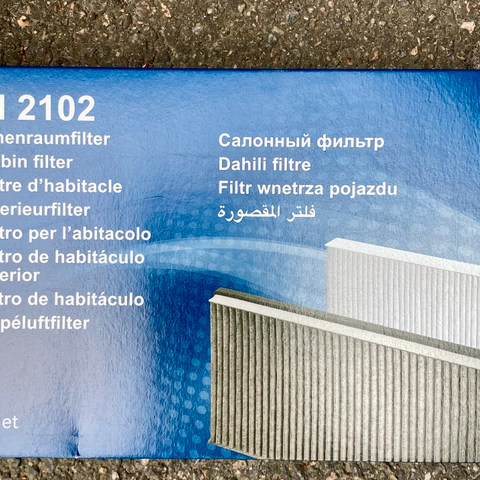 2102
nenraumfilter
bin filter
tre d'habitacle
erieurfilter
tro per l'abitacolo
tro de habitáculo
erior
tro de habitáculo
péluftfilter
et
Салонный фильтр
Dahili filtre
Filtr wnetrza pojazdu
فلتر المقصورة